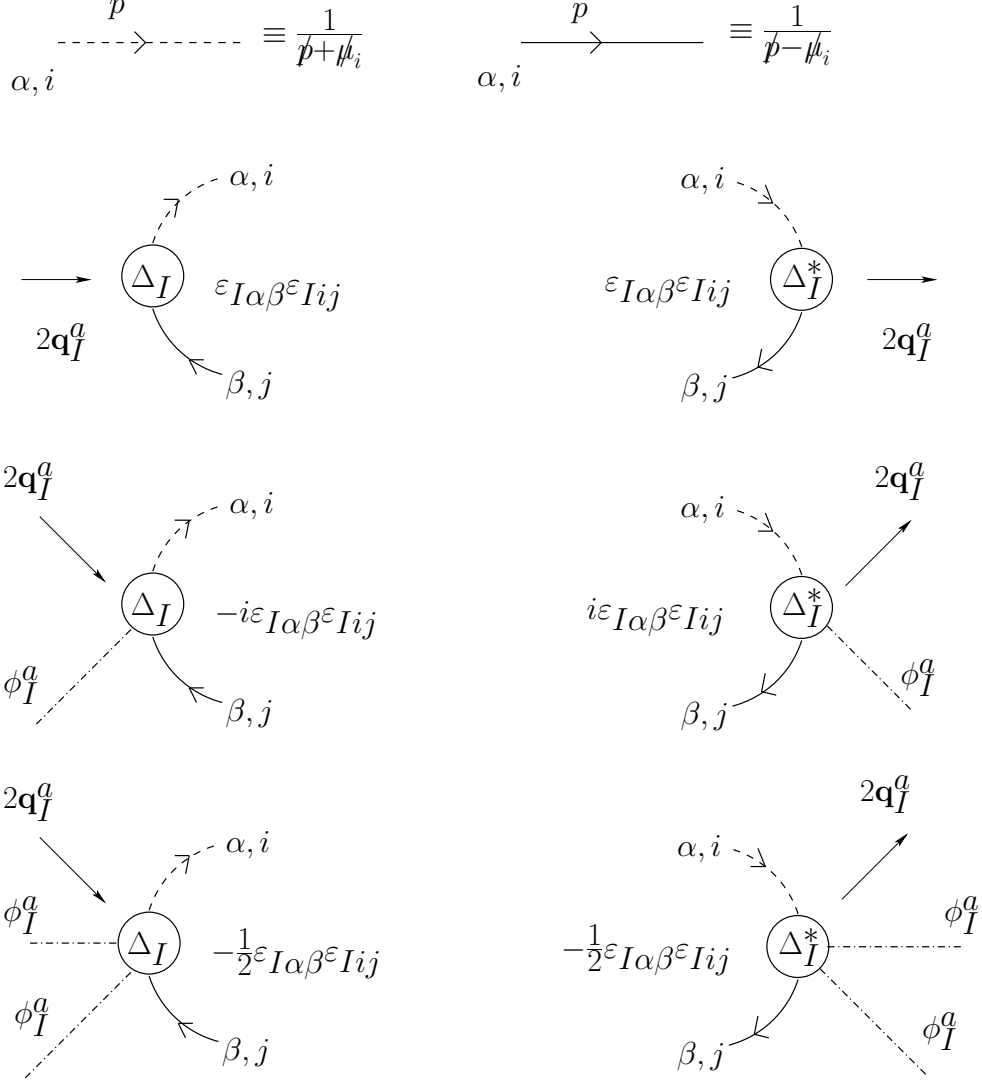 p
α, i
≡ 1/(p̸+μ̸_i)
p
α, i
≡ 1/(p̸−μ̸_i)
α, i
Δ_I
ε_{Iαβ}ε_{Iij}
2𝐪_I^a
β, j
α, i
ε_{Iαβ}ε_{Iij}
Δ_I^*
2𝐪_I^a
β, j
2𝐪_I^a
α, i
Δ_I
−iε_{Iαβ}ε_{Iij}
ϕ_I^a
β, j
2𝐪_I^a
α, i
iε_{Iαβ}ε_{Iij}
Δ_I^*
ϕ_I^a
β, j
2𝐪_I^a
α, i
ϕ_I^a
Δ_I
−½ε_{Iαβ}ε_{Iij}
ϕ_I^a
β, j
2𝐪_I^a
α, i
−½ε_{Iαβ}ε_{Iij}
Δ_I^*
ϕ_I^a
ϕ_I^a
β, j